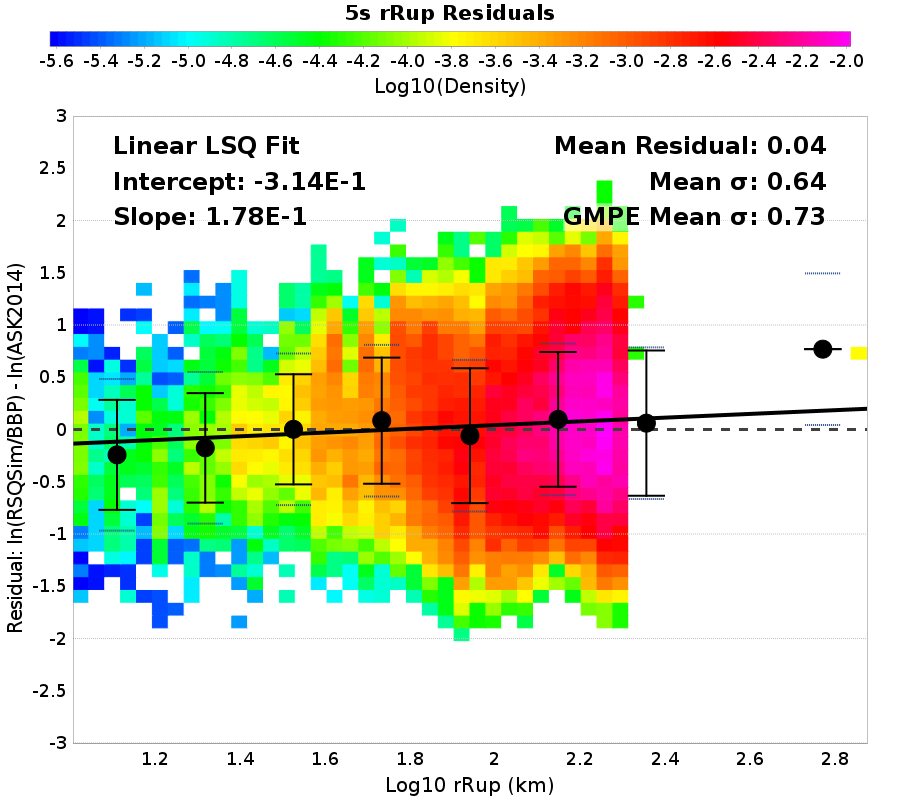 5s rRup Residuals
-5.6 -5.4 -5.2 -5.0 -4.8 -4.6 -4.4 -4.2 -4.0 -3.8 -3.6 -3.4 -3.2 -3.0 -2.8 -2.6 -2.4 -2.2 -2.0
Log10(Density)
Linear LSQ Fit
Intercept: -3.14E-1
Slope: 1.78E-1
Mean Residual: 0.04
Mean σ: 0.64
GMPE Mean σ: 0.73
Residual: ln(RSQSim/BBP) - ln(ASK2014)
3
2.5
2
1.5
1
0.5
0
-0.5
-1
-1.5
-2
-2.5
-3
1.2 1.4 1.6 1.8 2 2.2 2.4 2.6 2.8
Log10 rRup (km)